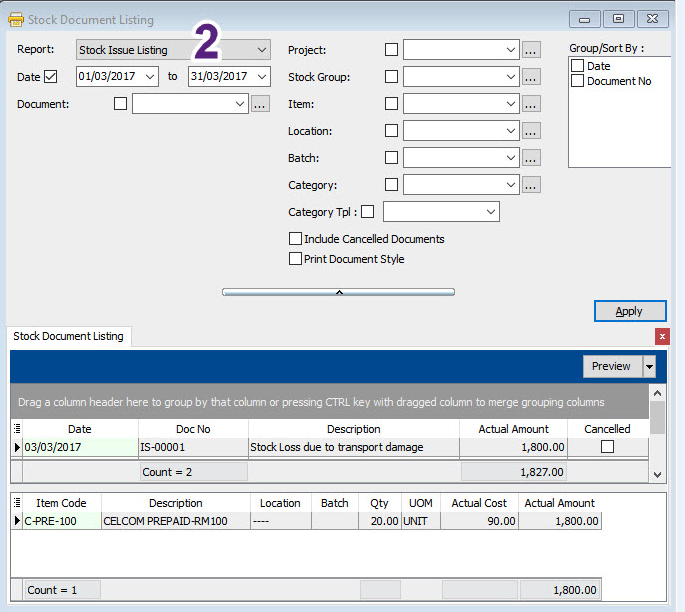 Stock Document Listing
Report: Stock Issue Listing 2
Date 01/03/2017 to 31/03/2017
Document: ...
Project: ...
Stock Group: ...
Item: ...
Location: ...
Batch: ...
Category: ...
Category Tpl :
Include Cancelled Documents
Print Document Style
Group/Sort By :
Date
Document No
Apply
Stock Document Listing
Preview
Drag a column header here to group by that column or pressing CTRL key with dragged column to merge grouping columns
Date Doc No Description Actual Amount Cancelled
03/03/2017 IS-00001 Stock Loss due to transport damage 1,800.00
Count = 2 1,827.00
Item Code Description Location Batch Qty UOM Actual Cost Actual Amount
C-PRE-100 CELCOM PREPAID-RM100 ---- 20.00 UNIT 90.00 1,800.00
Count = 1 1,800.00